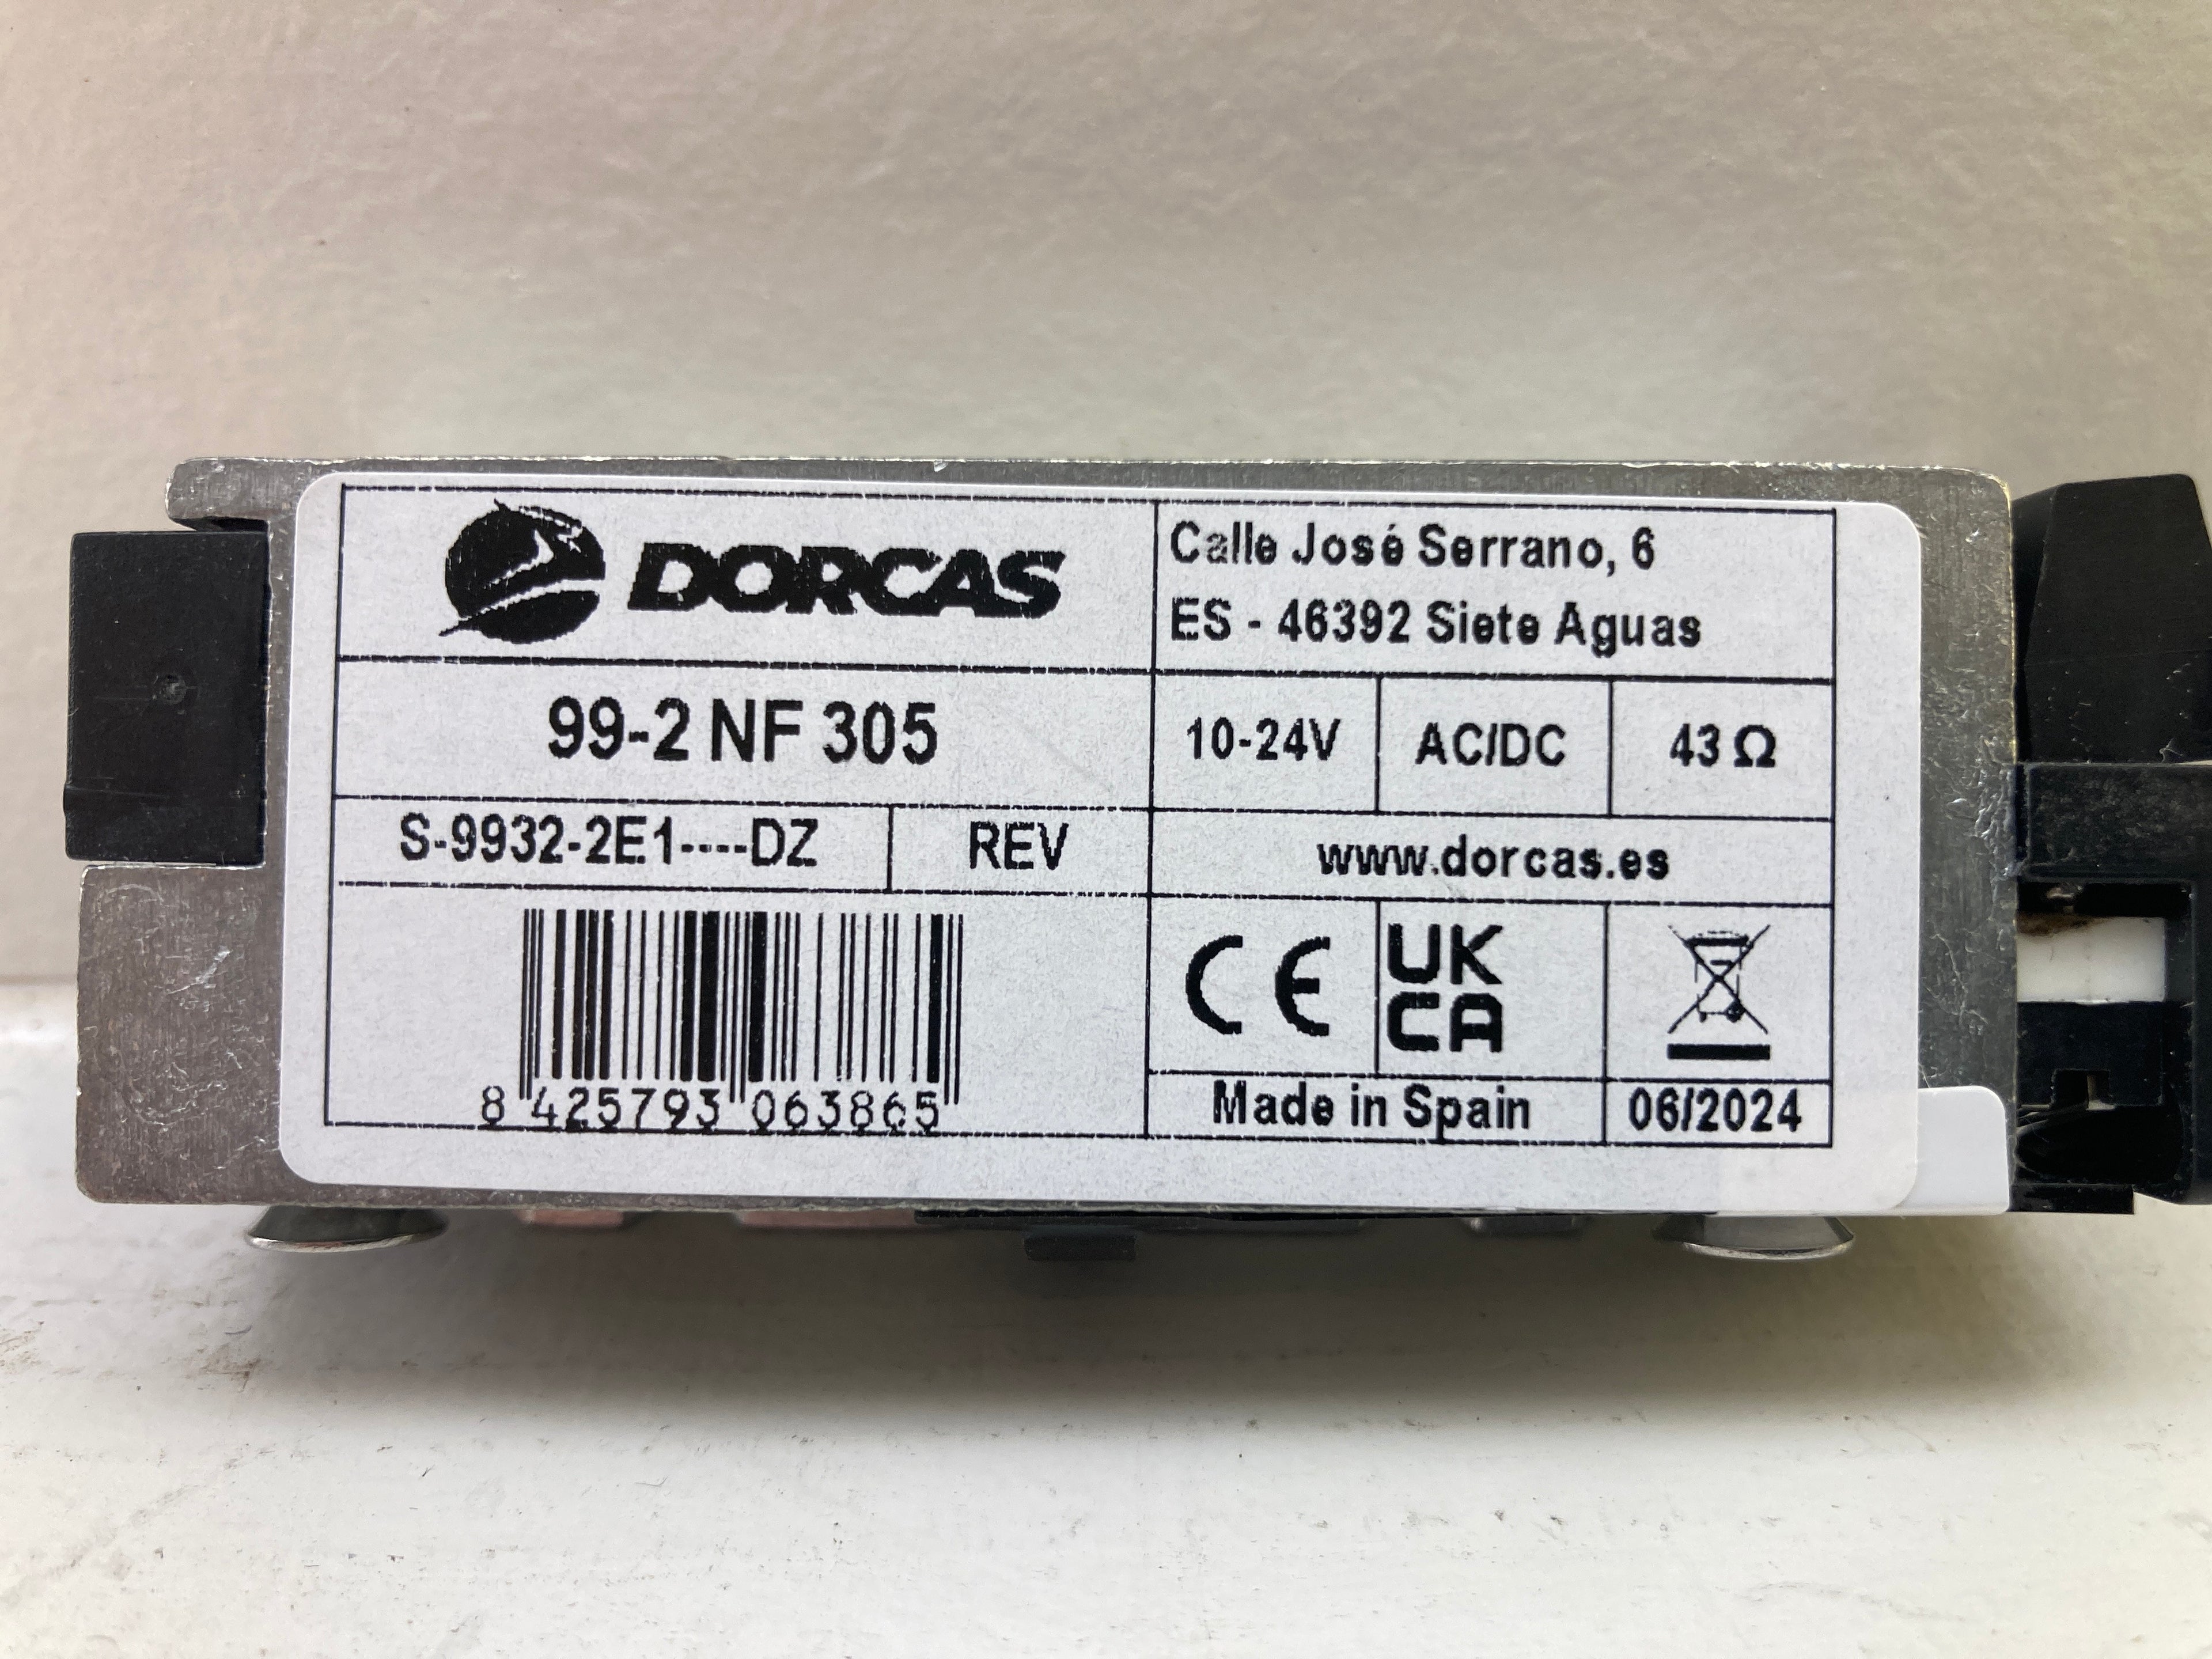 DORCAS
Calle José Serrano, 6
ES - 46392 Siete Aguas
99-2 NF 305
10-24V
AC/DC
43 Ω
S-9932-2E1----DZ
REV
www.dorcas.es
CE
UK
CA
8 425793 063865
Made in Spain
06/2024